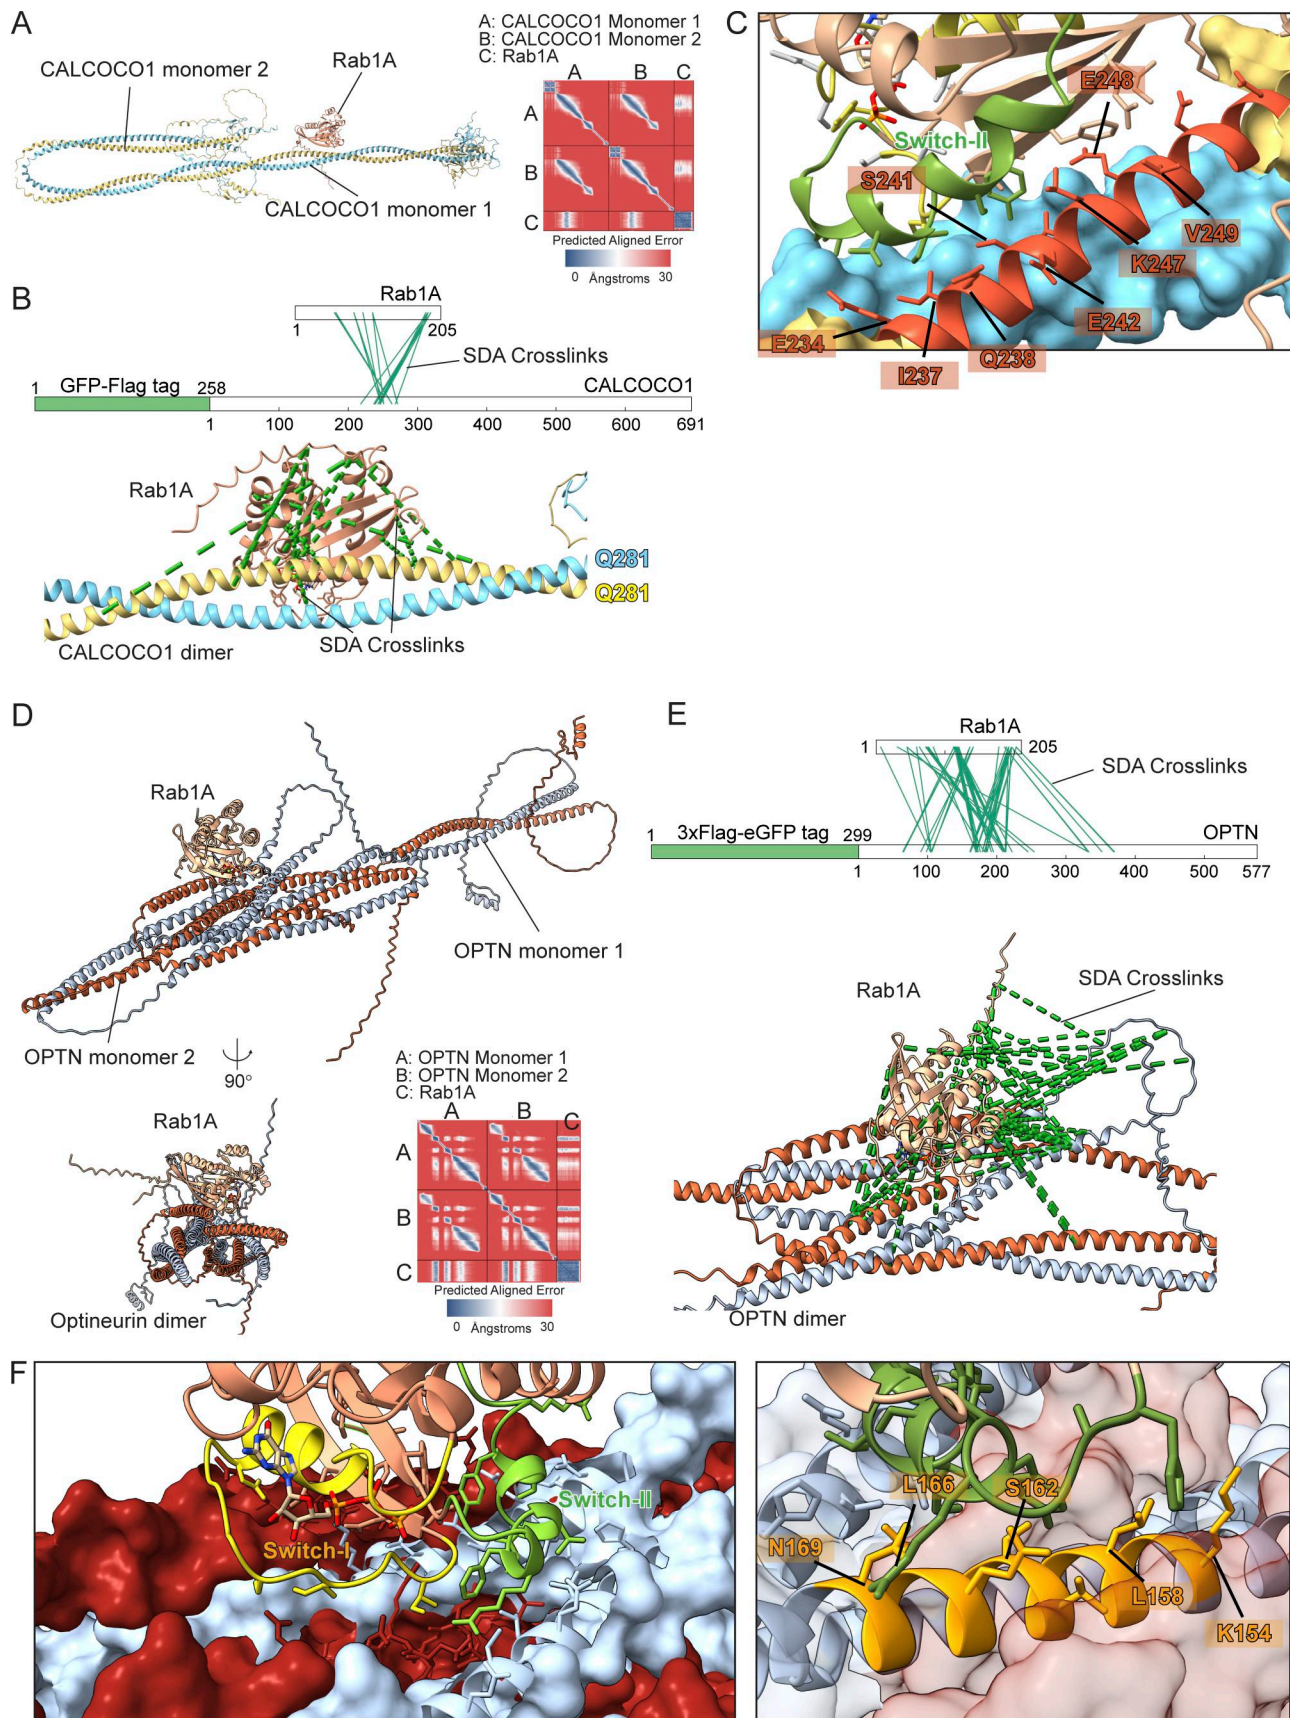 A
CALCOCO1 monomer 2
Rab1A
CALCOCO1 monomer 1
A: CALCOCO1 Monomer 1
B: CALCOCO1 Monomer 2
C: Rab1A
A B C
A
B
C
Predicted Aligned Error
0 Ångstroms 30
B
Rab1A
1 205
SDA Crosslinks
1 GFP-Flag tag 258 CALCOCO1
1 100 200 300 400 500 600 691
Rab1A
Q281
Q281
SDA Crosslinks
CALCOCO1 dimer
C
E248
Switch-II
S241
V249
K247
E242
E234
Q238
I237
D
Rab1A
OPTN monomer 1
OPTN monomer 2
90°
Rab1A
Optineurin dimer
A: OPTN Monomer 1
B: OPTN Monomer 2
C: Rab1A
A B C
A
B
C
Predicted Aligned Error
0 Ångstroms 30
E
Rab1A
1 205
SDA Crosslinks
1 3xFlag-eGFP tag 299 OPTN
1 100 200 300 400 500 577
Rab1A
SDA Crosslinks
OPTN dimer
F
Switch-II
Switch-I
L166
S162
N169
L158
K154